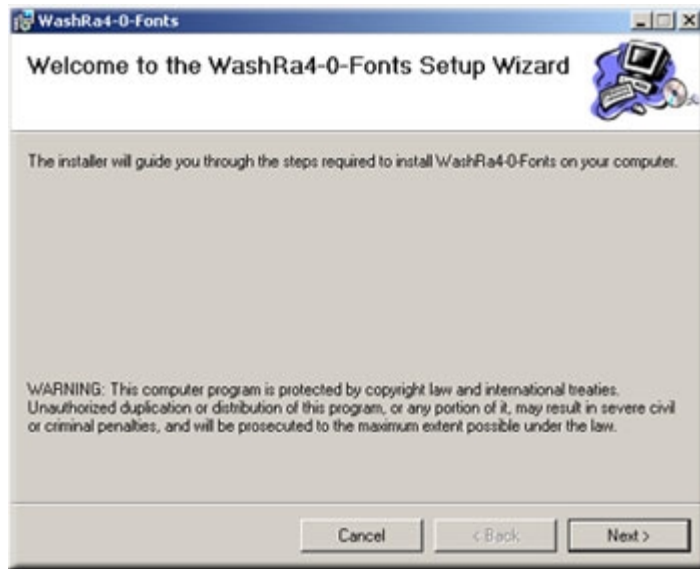 WashRa4-0-Fonts
Welcome to the WashRa4-0-Fonts Setup Wizard
The installer will guide you through the steps required to install WashRa4-0-Fonts on your computer.
WARNING: This computer program is protected by copyright law and international treaties.
Unauthorized duplication or distribution of this program, or any portion of it, may result in severe civil
or criminal penalties, and will be prosecuted to the maximum extent possible under the law.
Cancel
< Back
Next >